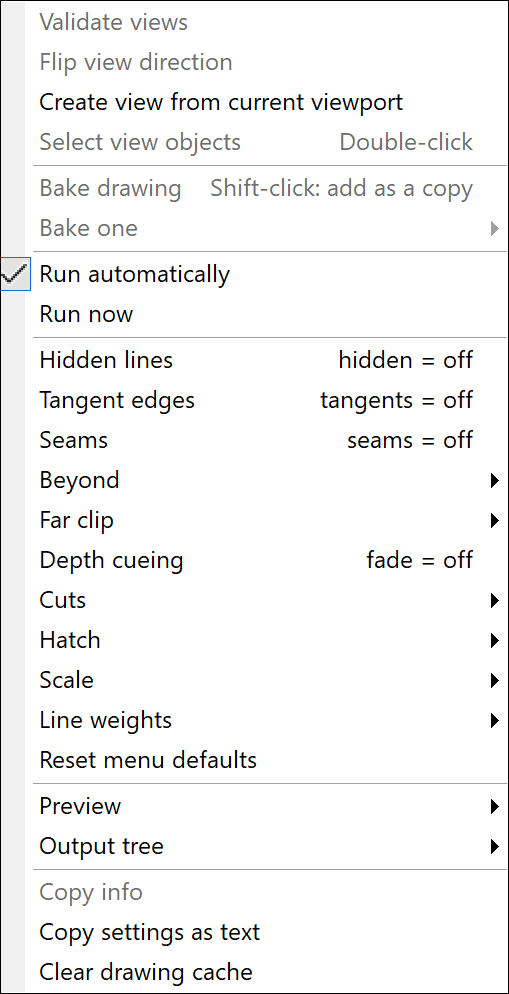 Validate views
Flip view direction
Create view from current viewport
Select view objects Double-click
Bake drawing Shift-click: add as a copy
Bake one
Run automatically
Run now
Hidden lines hidden = off
Tangent edges tangents = off
Seams seams = off
Beyond
Far clip
Depth cueing fade = off
Cuts
Hatch
Scale
Line weights
Reset menu defaults
Preview
Output tree
Copy info
Copy settings as text
Clear drawing cache